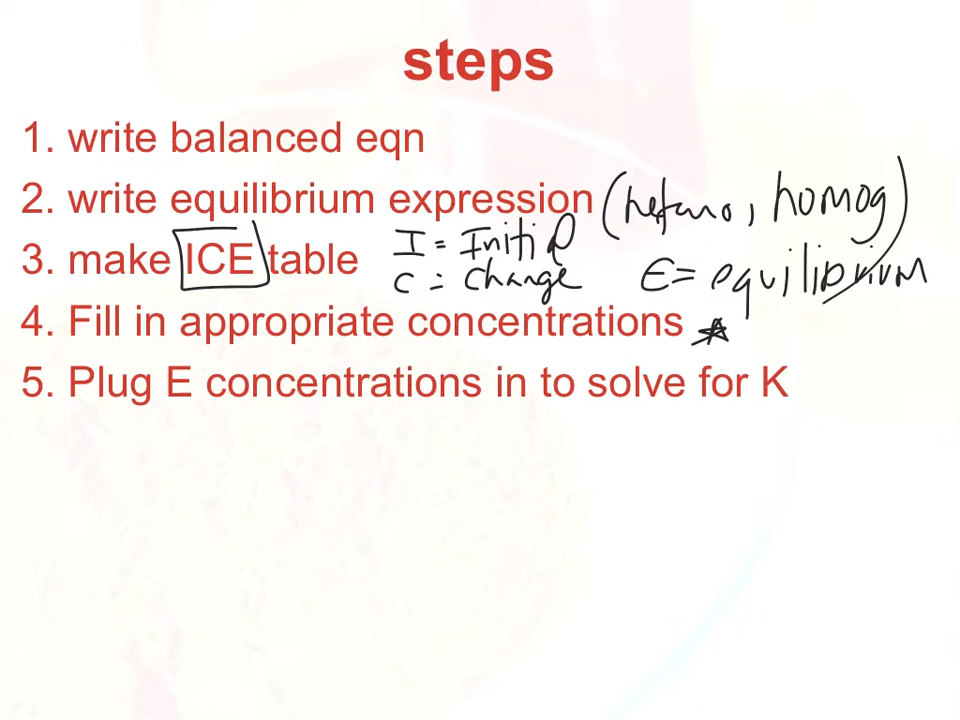 steps
1. write balanced eqn
2. write equilibrium expression (hetero, homog)
3. make ICE table I = Initial E = equilibrium
C = change
4. Fill in appropriate concentrations
5. Plug E concentrations in to solve for K